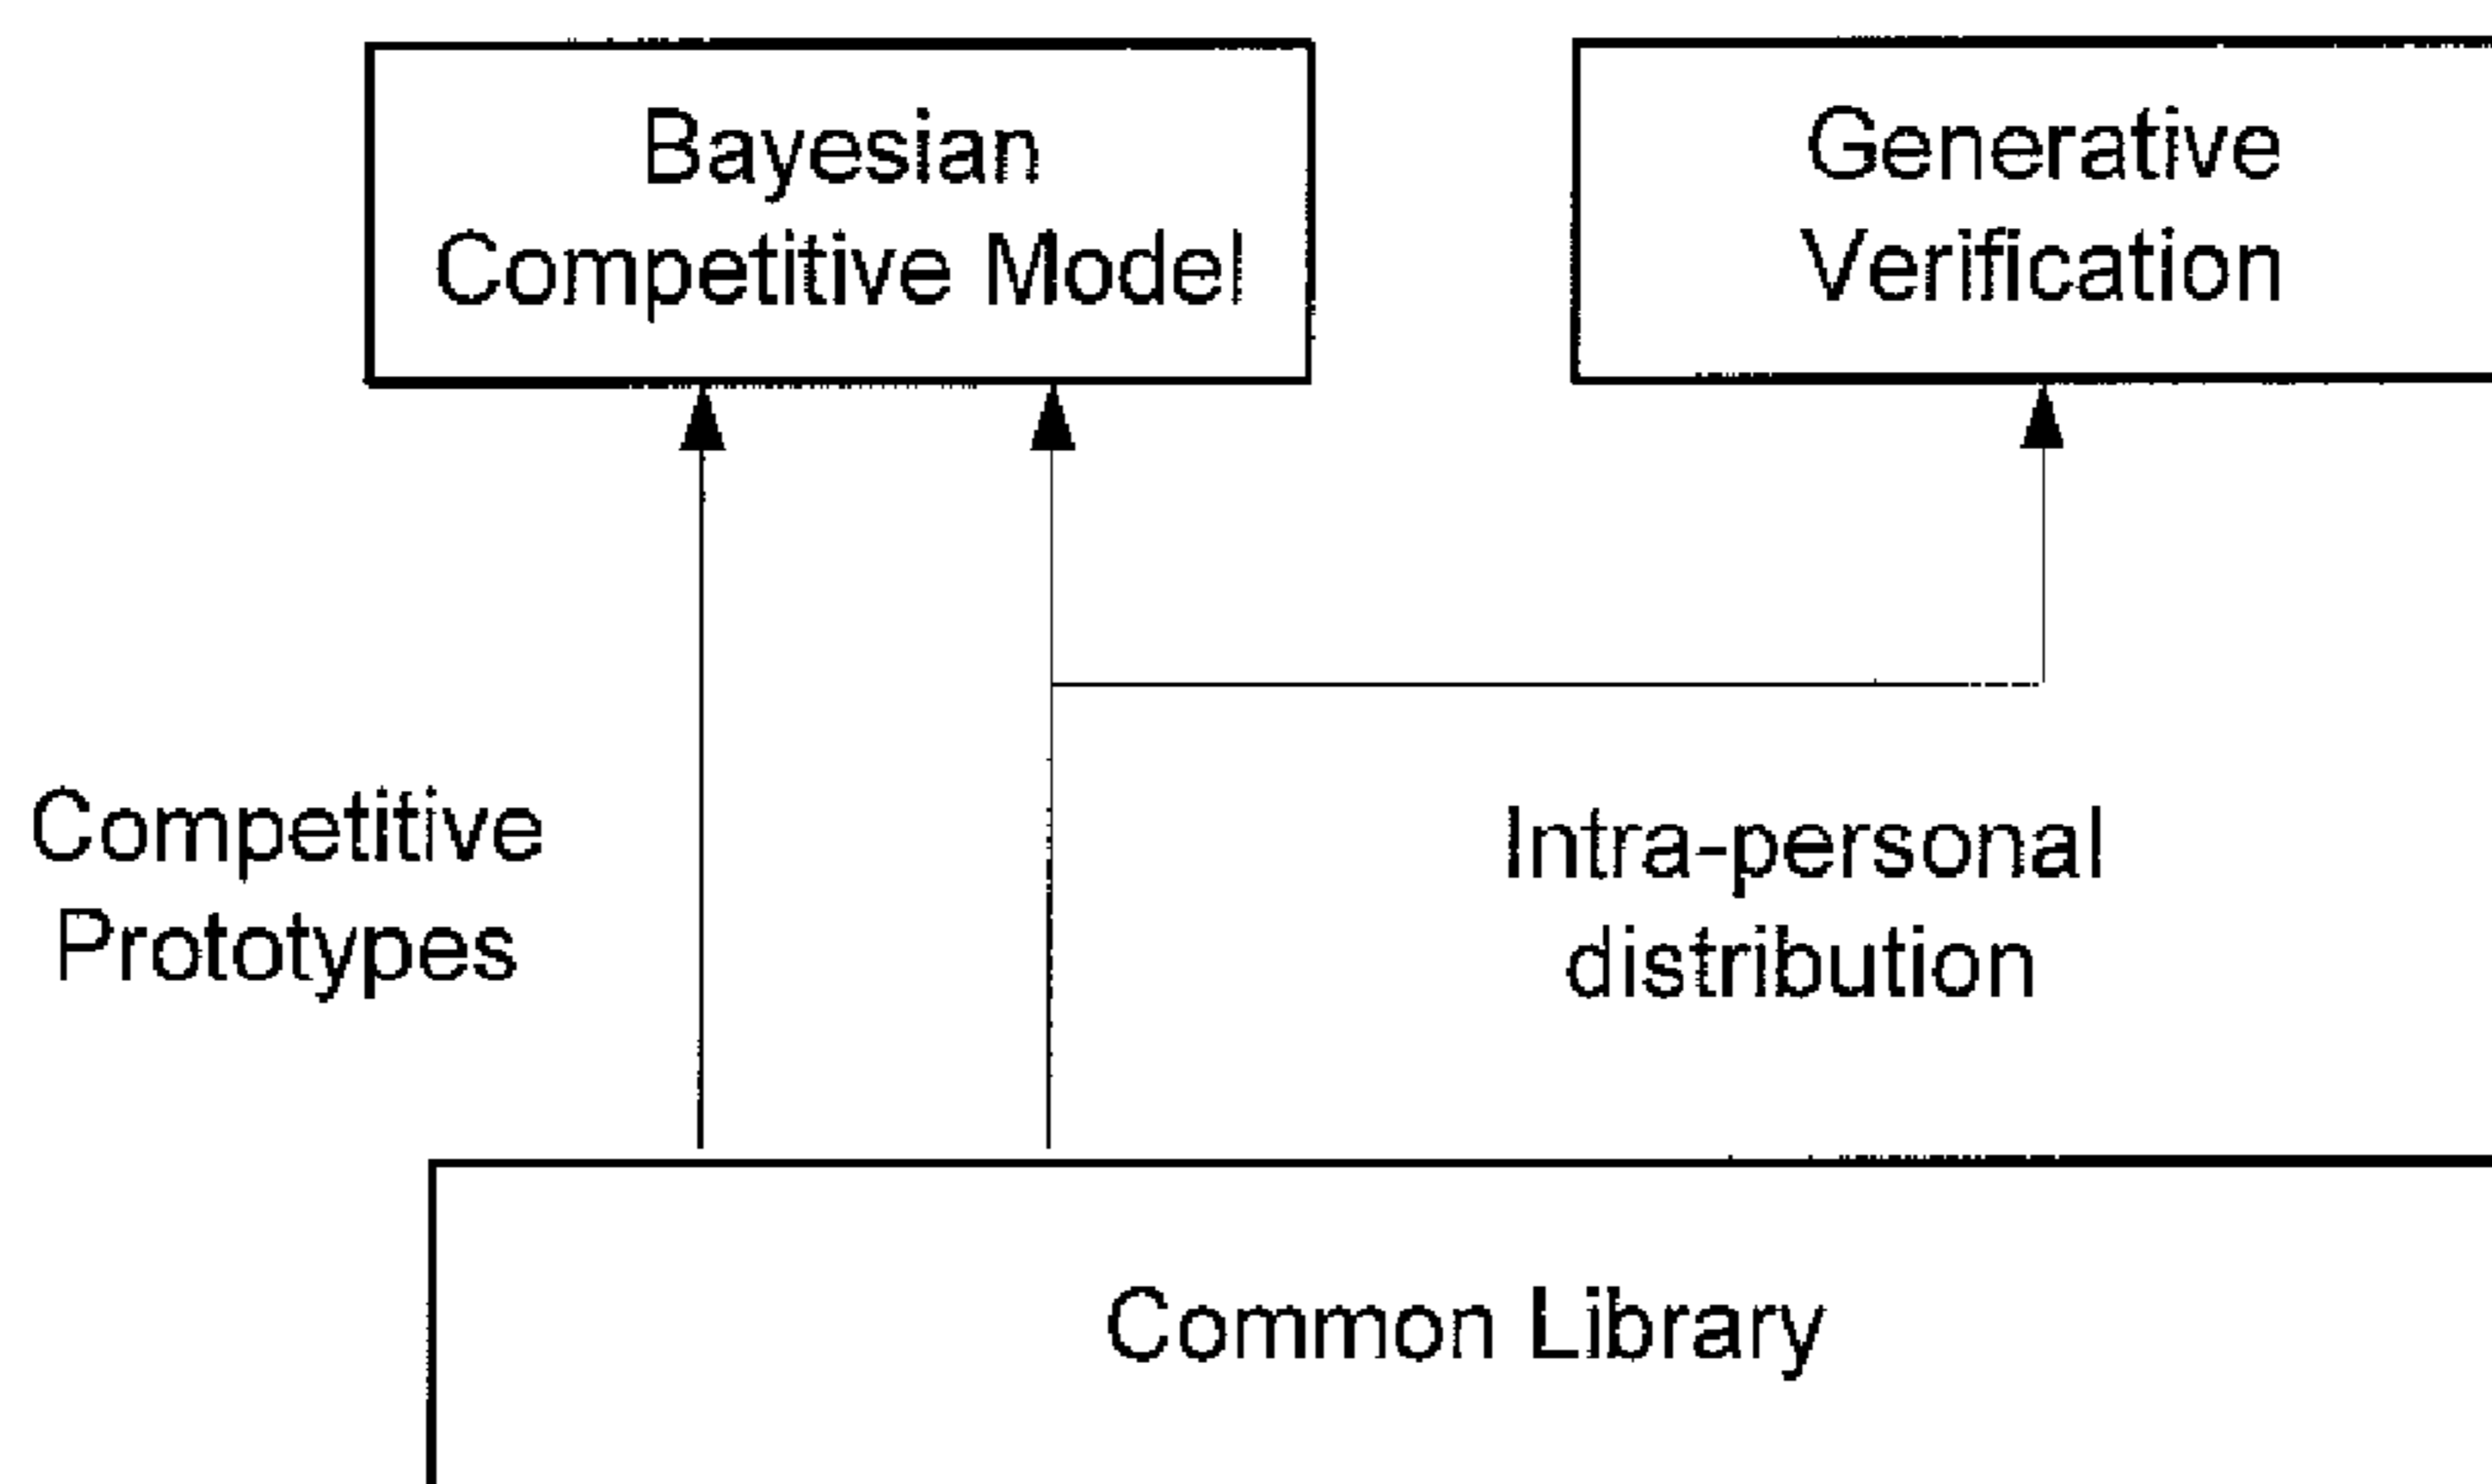 Bayesian
Competitive Model
Generative
Verification
Competitive
Prototypes
Intra-personal
distribution
Common Library